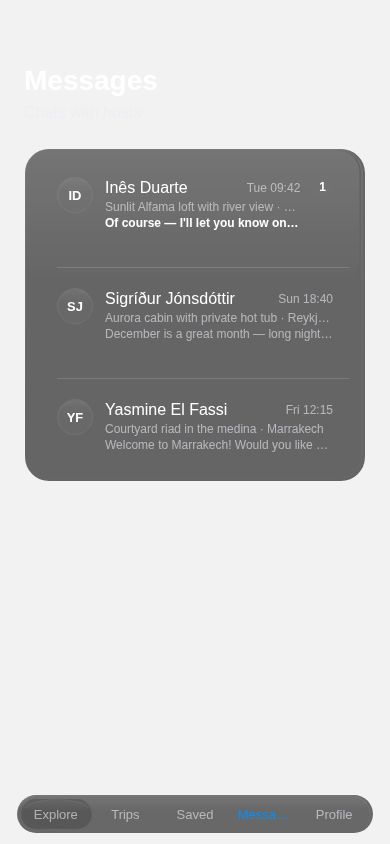 Messages
Chats with hosts
ID
Inês Duarte
Tue 09:42
1
Sunlit Alfama loft with river view · …
Of course — I'll let you know on…
SJ
Sigríður Jónsdóttir
Sun 18:40
Aurora cabin with private hot tub · Reykj…
December is a great month — long night…
YF
Yasmine El Fassi
Fri 12:15
Courtyard riad in the medina · Marrakech
Welcome to Marrakech! Would you like …
Explore
Trips
Saved
Messa…
Profile